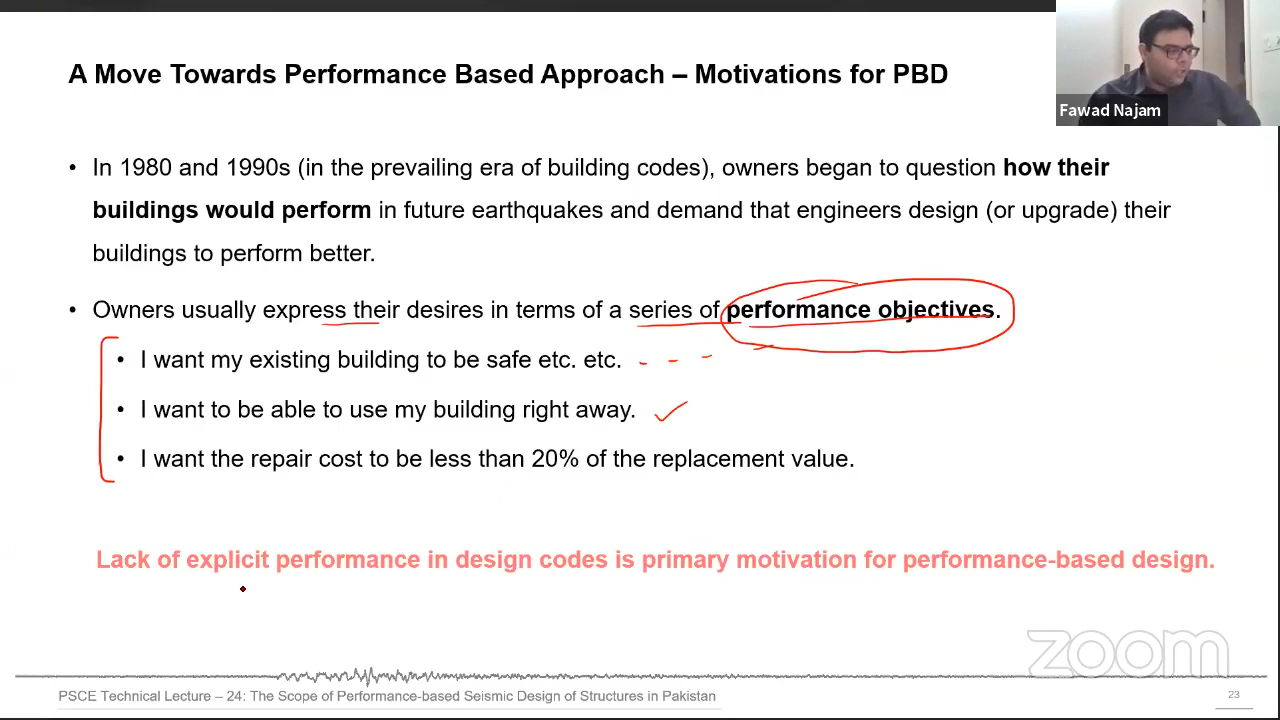 A Move Towards Performance Based Approach – Motivations for PBD
Fawad Najam
• In 1980 and 1990s (in the prevailing era of building codes), owners began to question how their
buildings would perform in future earthquakes and demand that engineers design (or upgrade) their
buildings to perform better.
• Owners usually express their desires in terms of a series of performance objectives.
• I want my existing building to be safe etc. etc.
• I want to be able to use my building right away.
• I want the repair cost to be less than 20% of the replacement value.
Lack of explicit performance in design codes is primary motivation for performance-based design.
zoom
PSCE Technical Lecture – 24: The Scope of Performance-based Seismic Design of Structures in Pakistan
23